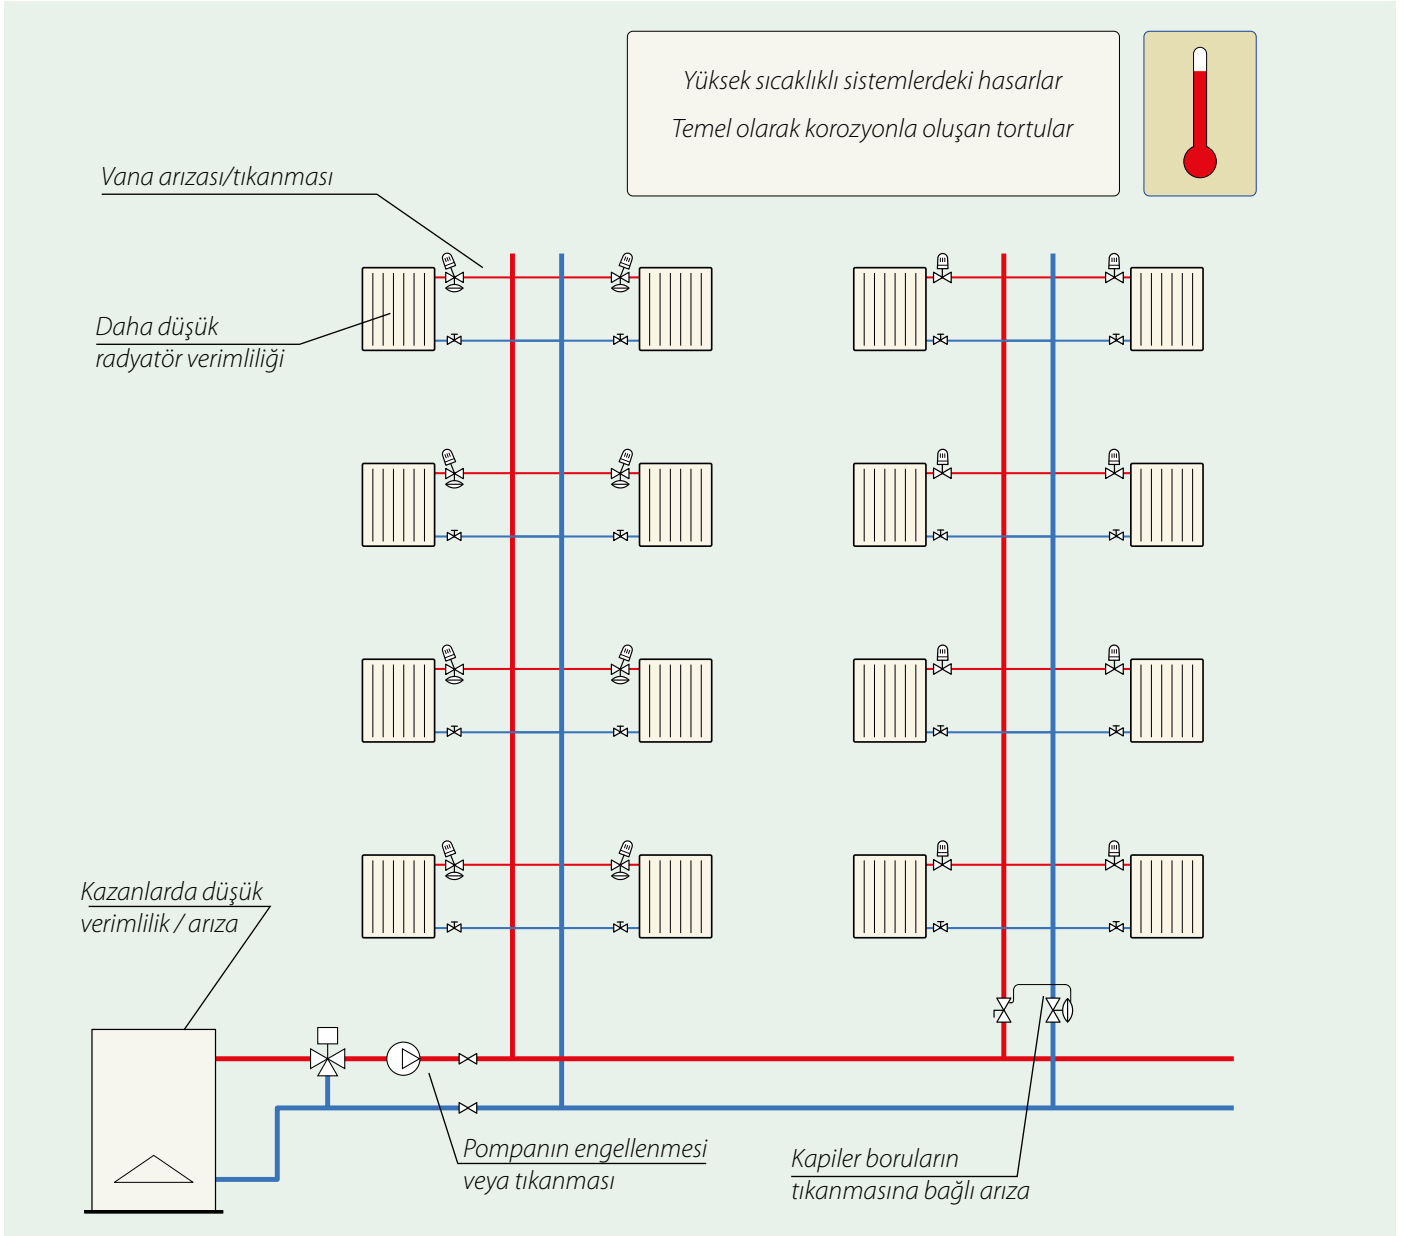 Yüksek sıcaklıklı sistemlerdeki hasarlar
Temel olarak korozyonla oluşan tortular
Vana arızası/tıkanması
Daha düşük
radyatör verimliliği
Kazanlarda düşük
verimlilik / arıza
Pompanın engellenmesi
veya tıkanması
Kapiler boruların
tıkanmasına bağlı arıza